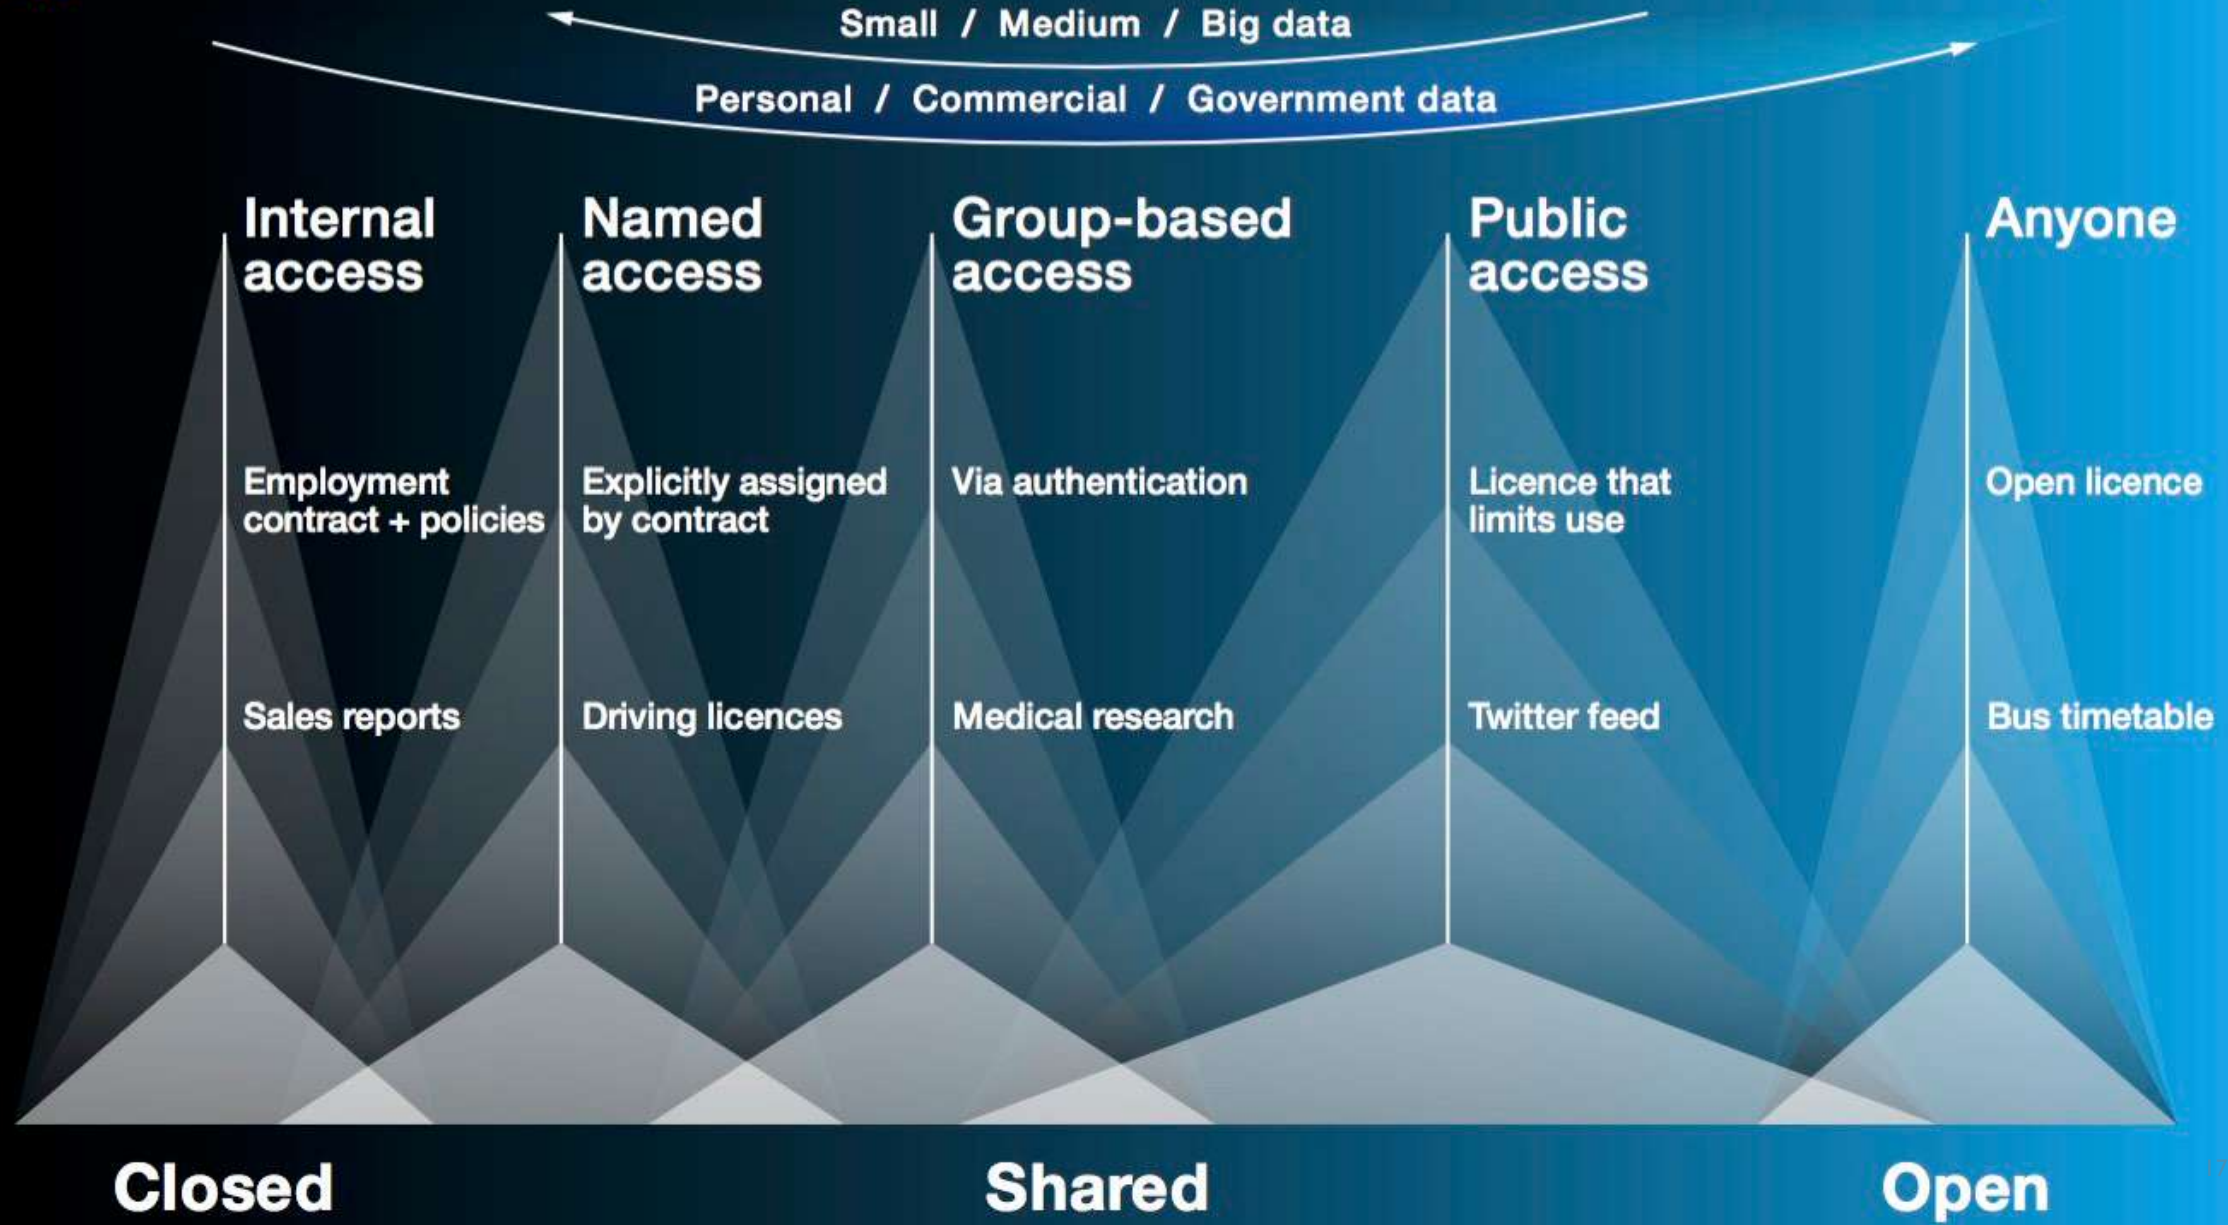 Small / Medium / Big data
Personal / Commercial / Government data
Internal
access
Named
access
Group-based
access
Public
access
Anyone
Employment
contract + policies
Explicitly assigned
by contract
Via authentication
Licence that
limits use
Open licence
Sales reports
Driving licences
Medical research
Twitter feed
Bus timetable
Closed
Shared
Open